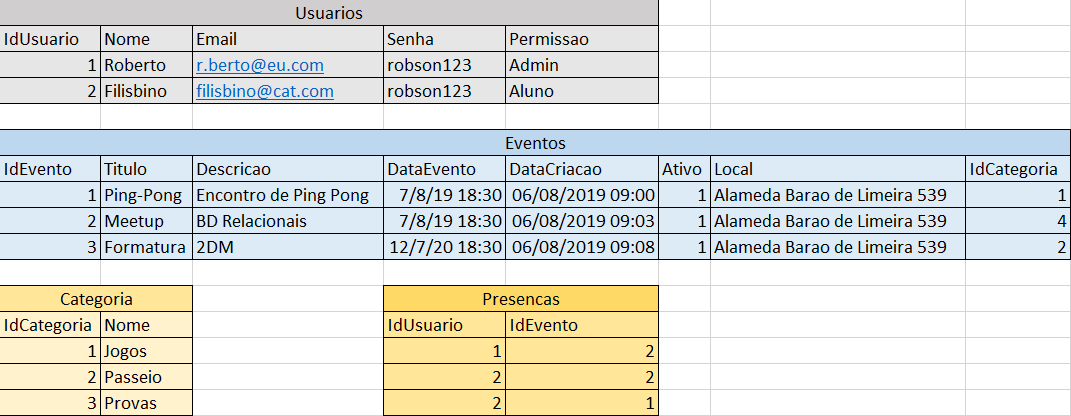 Usuarios
IdUsuario Nome Email Senha Permissao
1 Roberto r.berto@eu.com robson123 Admin
2 Filisbino filisbino@cat.com robson123 Aluno
Eventos
IdEvento Titulo Descricao DataEvento DataCriacao Ativo Local IdCategoria
1 Ping-Pong Encontro de Ping Pong 7/8/19 18:30 06/08/2019 09:00 1 Alameda Barao de Limeira 539 1
2 Meetup BD Relacionais 7/8/19 18:30 06/08/2019 09:03 1 Alameda Barao de Limeira 539 4
3 Formatura 2DM 12/7/20 18:30 06/08/2019 09:08 1 Alameda Barao de Limeira 539 2
Categoria Presencas
IdCategoria Nome IdUsuario IdEvento
1 Jogos 1 2
2 Passeio 2 2
3 Provas 2 1